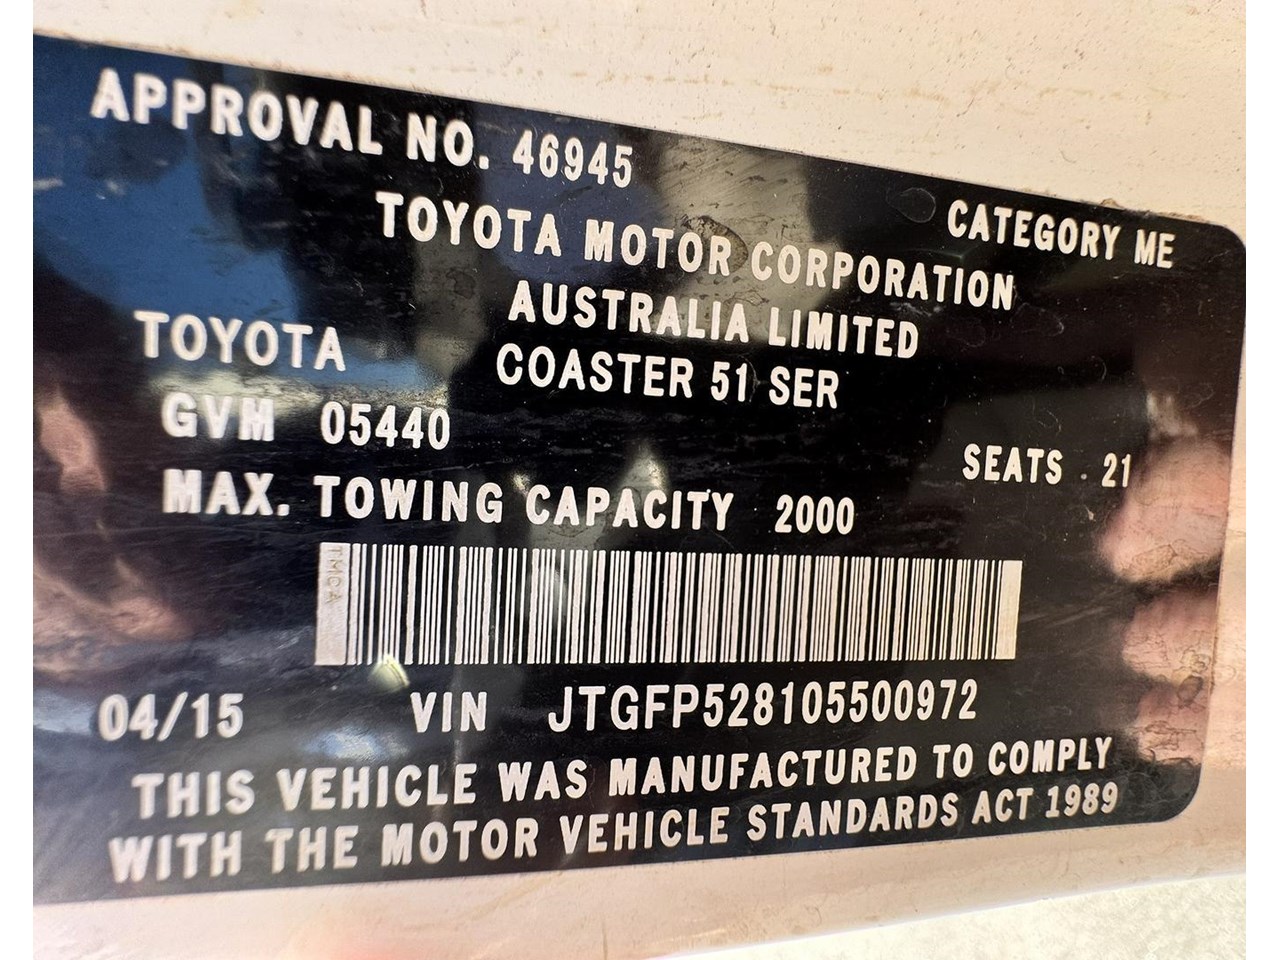 APPROVAL NO. 46945
CATEGORY ME
TOYOTA MOTOR CORPORATION
AUSTRALIA LIMITED
TOYOTA COASTER 51 SER
GVM 05440
SEATS 21
MAX. TOWING CAPACITY 2000
TMCA
04/15 VIN JTGFP528105500972
THIS VEHICLE WAS MANUFACTURED TO COMPLY
WITH THE MOTOR VEHICLE STANDARDS ACT 1989